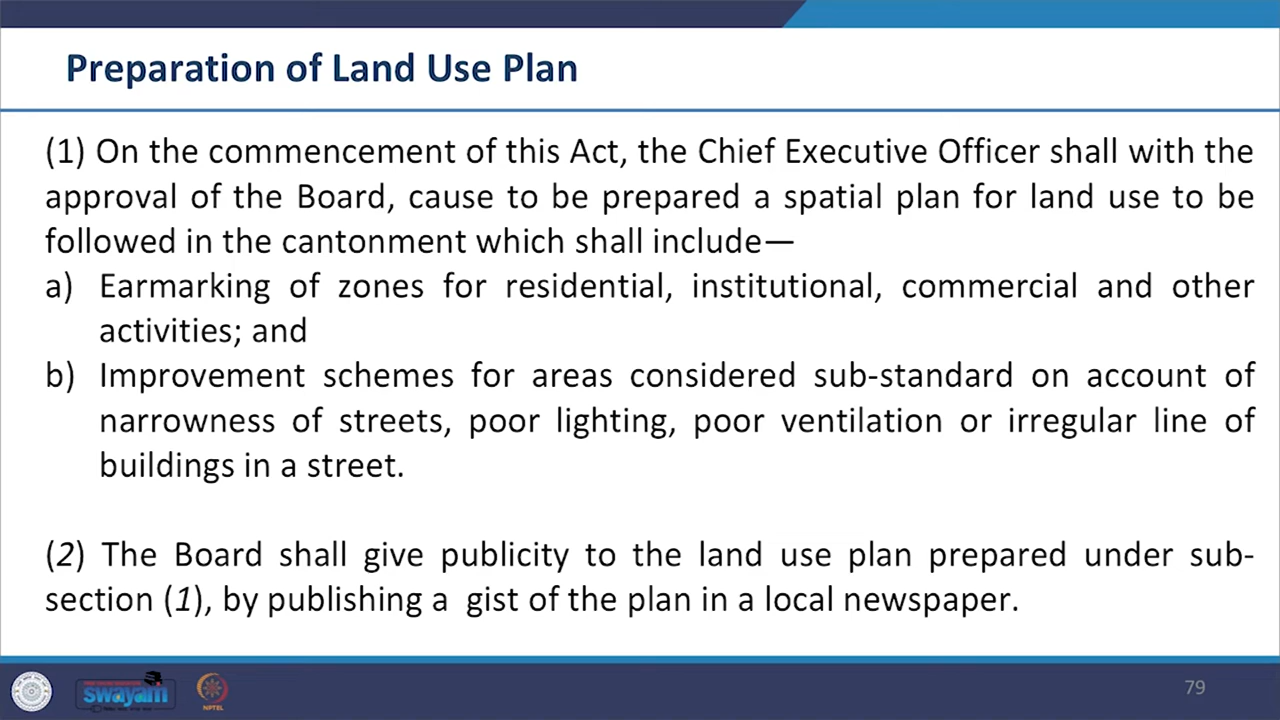 Preparation of Land Use Plan
(1) On the commencement of this Act, the Chief Executive Officer shall with the
approval of the Board, cause to be prepared a spatial plan for land use to be
followed in the cantonment which shall include—
a) Earmarking of zones for residential, institutional, commercial and other
activities; and
b) Improvement schemes for areas considered sub-standard on account of
narrowness of streets, poor lighting, poor ventilation or irregular line of
buildings in a street.
(2) The Board shall give publicity to the land use plan prepared under sub-
section (1), by publishing a gist of the plan in a local newspaper.
swayam
NPTEL
79